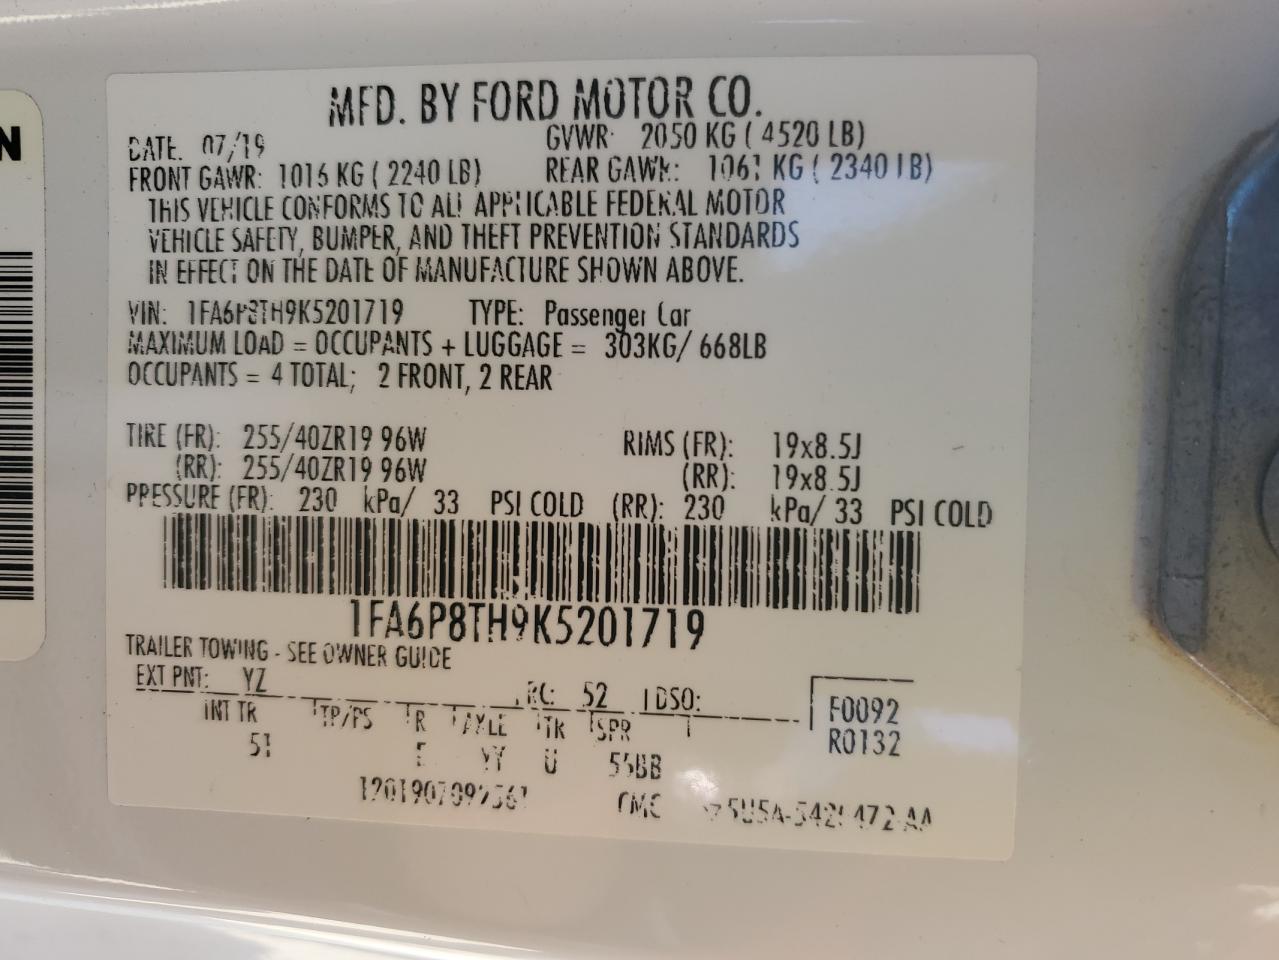 N
MFD. BY FORD MOTOR CO.
DATE: 07/19 GVWR: 2050 KG ( 4520 LB)
FRONT GAWR: 1016 KG ( 2240 LB) REAR GAWR: 1061 KG ( 2340 LB)
THIS VEHICLE CONFORMS TO ALL APPLICABLE FEDERAL MOTOR
VEHICLE SAFETY, BUMPER, AND THEFT PREVENTION STANDARDS
IN EFFECT ON THE DATE OF MANUFACTURE SHOWN ABOVE.
VIN: 1FA6P8TH9K5201719 TYPE: Passenger Car
MAXIMUM LOAD = OCCUPANTS + LUGGAGE = 303KG/ 668LB
OCCUPANTS = 4 TOTAL; 2 FRONT, 2 REAR
TIRE (FR): 255/40ZR19 96W RIMS (FR): 19x8.5J
(RR): 255/40ZR19 96W (RR): 19x8.5J
PRESSURE (FR): 230 kPa/ 33 PSI COLD (RR): 230 kPa/ 33 PSI COLD
1FA6P8TH9K5201719
TRAILER TOWING - SEE OWNER GUIDE
EXT PNT: YZ RC: 52 DSO:
F0092
INT TR TP/PS R AXLE TR SPR
R0132
51 E YY U 55BB
CMC